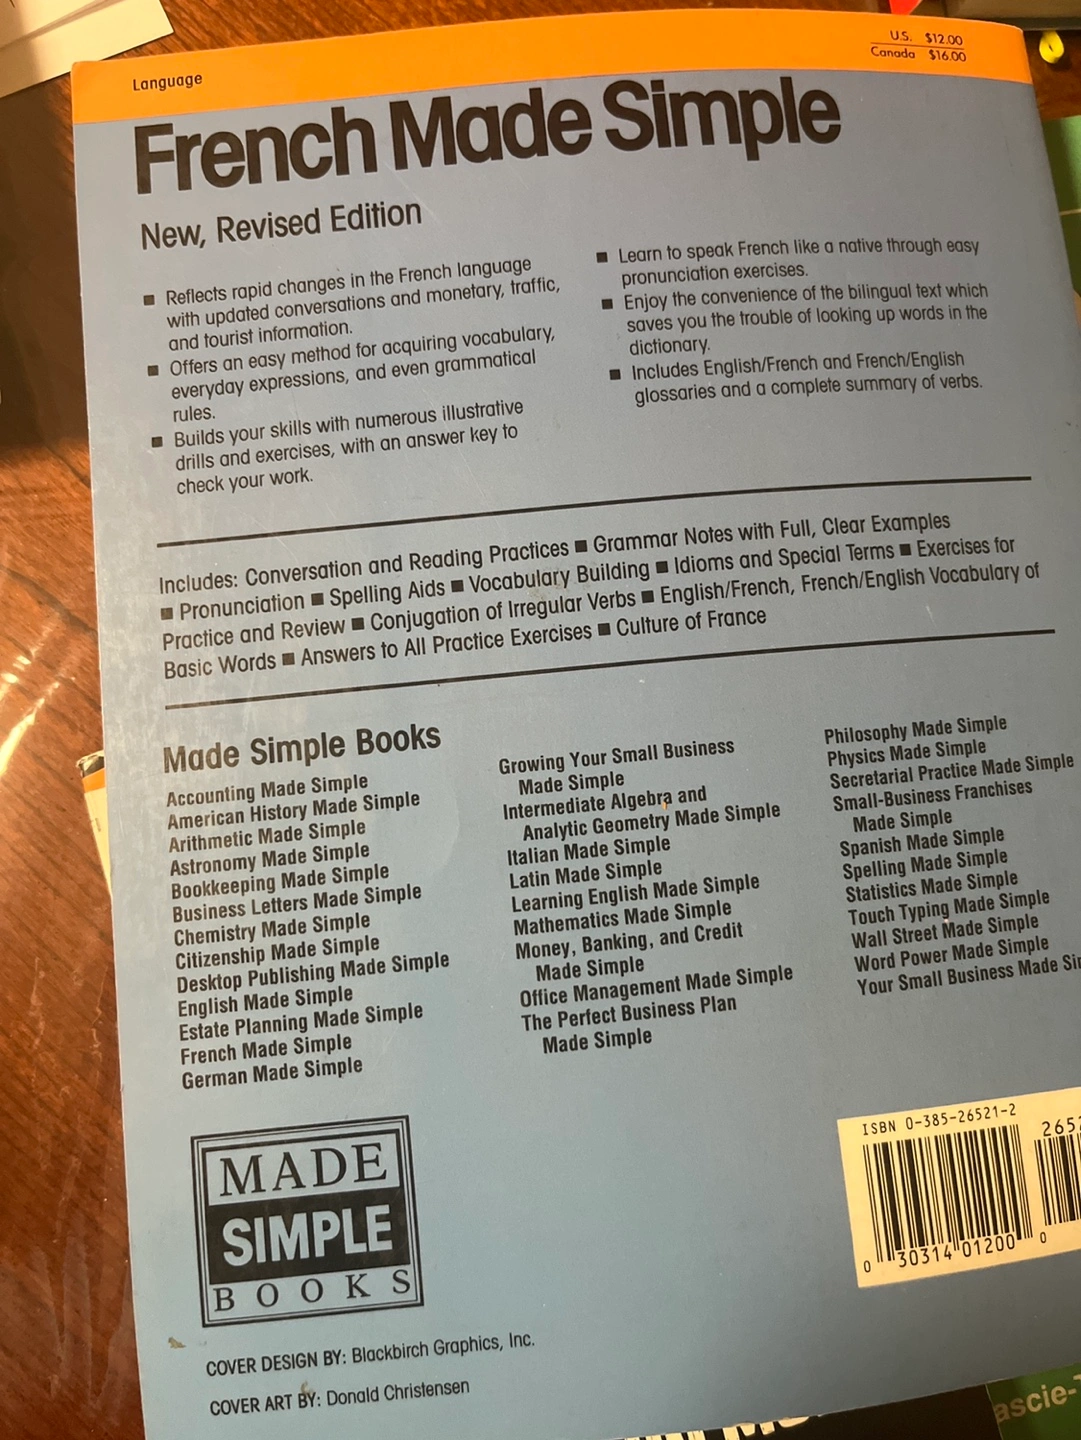 Language
U.S. $12.00
Canada $16.00
French Made Simple
New, Revised Edition
■ Reflects rapid changes in the French language
with updated conversations and monetary, traffic,
and tourist information.
■ Offers an easy method for acquiring vocabulary,
everyday expressions, and even grammatical
rules.
■ Builds your skills with numerous illustrative
drills and exercises, with an answer key to
check your work.
■ Learn to speak French like a native through easy
pronunciation exercises.
■ Enjoy the convenience of the bilingual text which
saves you the trouble of looking up words in the
dictionary.
■ Includes English/French and French/English
glossaries and a complete summary of verbs.
Includes: Conversation and Reading Practices ■ Grammar Notes with Full, Clear Examples
■ Pronunciation ■ Spelling Aids ■ Vocabulary Building ■ Idioms and Special Terms ■ Exercises for
Practice and Review ■ Conjugation of Irregular Verbs ■ English/French, French/English Vocabulary of
Basic Words ■ Answers to All Practice Exercises ■ Culture of France
Made Simple Books
Accounting Made Simple
American History Made Simple
Arithmetic Made Simple
Astronomy Made Simple
Bookkeeping Made Simple
Business Letters Made Simple
Chemistry Made Simple
Citizenship Made Simple
Desktop Publishing Made Simple
English Made Simple
Estate Planning Made Simple
French Made Simple
German Made Simple
Growing Your Small Business
Made Simple
Intermediate Algebra and
Analytic Geometry Made Simple
Italian Made Simple
Latin Made Simple
Learning English Made Simple
Mathematics Made Simple
Money, Banking, and Credit
Made Simple
Office Management Made Simple
The Perfect Business Plan
Made Simple
Philosophy Made Simple
Physics Made Simple
Secretarial Practice Made Simple
Small-Business Franchises
Made Simple
Spanish Made Simple
Spelling Made Simple
Statistics Made Simple
Touch Typing Made Simple
Wall Street Made Simple
Word Power Made Simple
Your Small Business Made
MADE
SIMPLE
BOOKS
ISBN 0-385-26521-2
0 30314 01200 0
COVER DESIGN BY: Blackbirch Graphics, Inc.
COVER ART BY: Donald Christensen